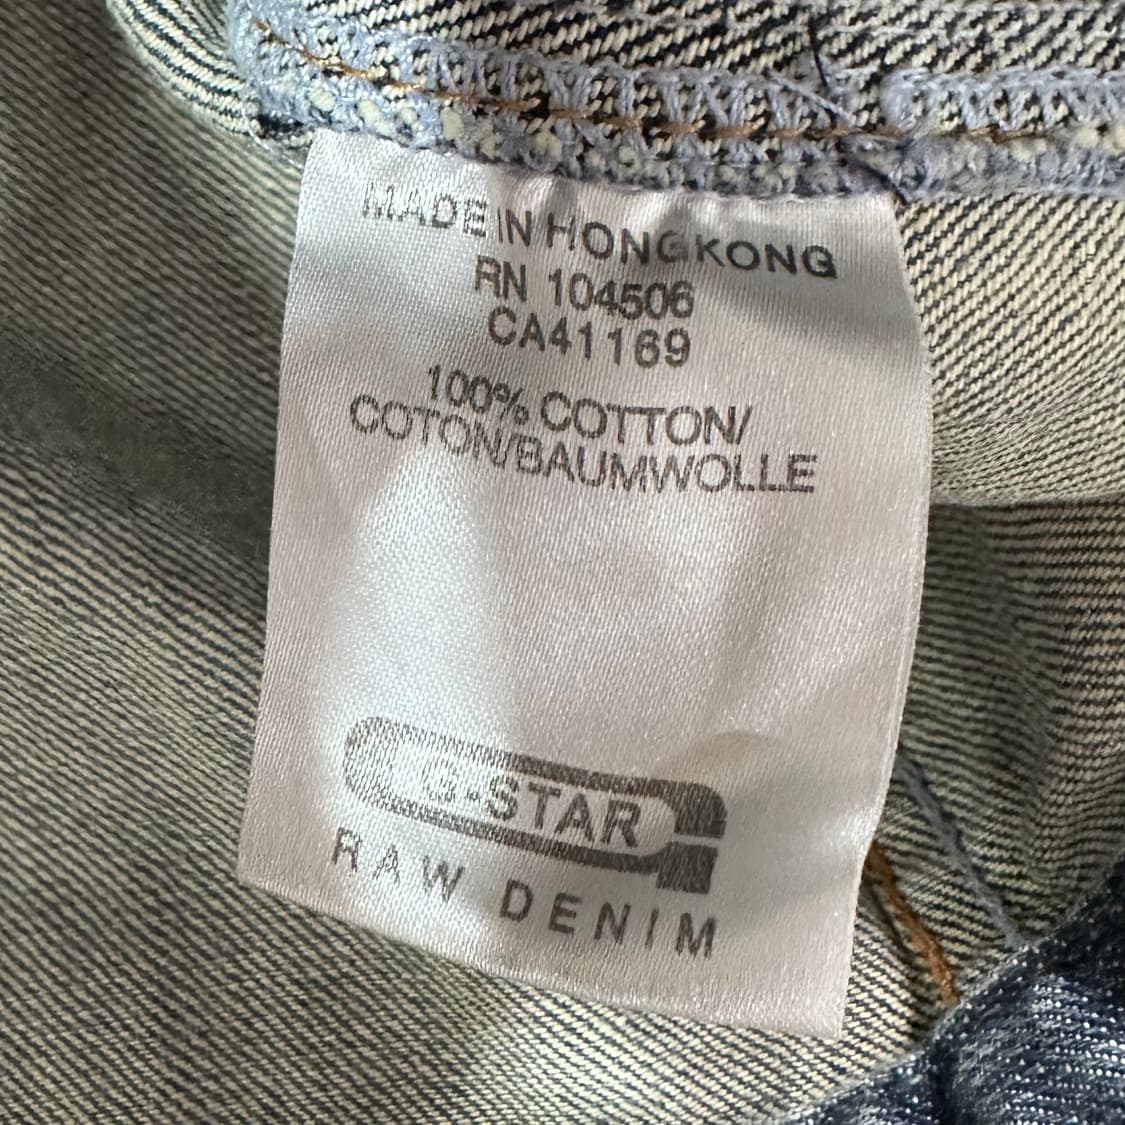 MADE IN HONGKONG
RN 104506
CA41169
100% COTTON/
COTON/BAUMWOLLE
G-STAR
RAW DENIM